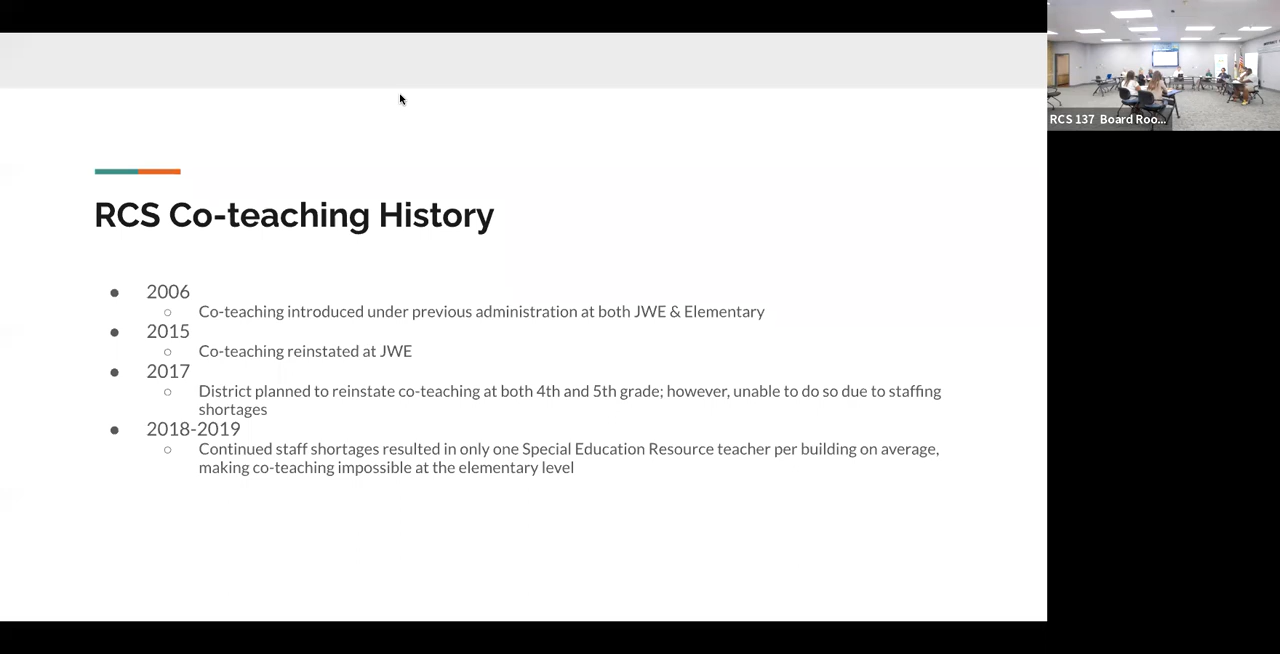 RCS Co-teaching History
2006
Co-teaching introduced under previous administration at both JWE & Elementary
2015
Co-teaching reinstated at JWE
2017
District planned to reinstate co-teaching at both 4th and 5th grade; however, unable to do so due to staffing
shortages
2018-2019
Continued staff shortages resulted in only one Special Education Resource teacher per building on average,
making co-teaching impossible at the elementary level
RCS 137 Board Roo...